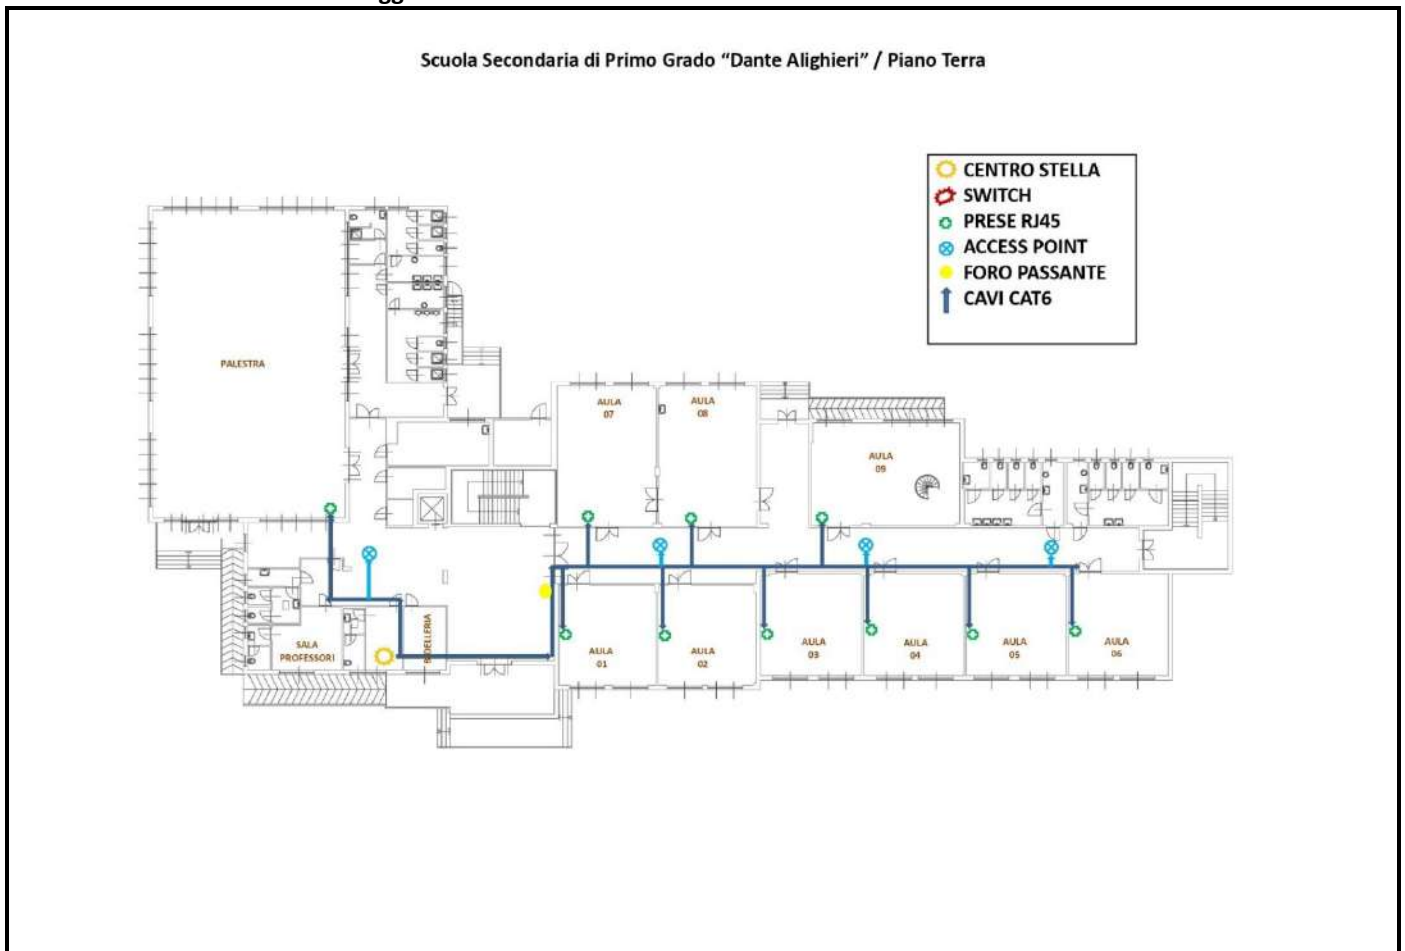 Scuola Secondaria di Primo Grado “Dante Alighieri” / Piano Terra
CENTRO STELLA
SWITCH
PRESE RJ45
ACCESS POINT
FORO PASSANTE
CAVI CAT6
PALESTRA
AULA
07
AULA
08
AULA
09
SALA
PROFESSORI
BIDELLERIA
AULA
01
AULA
02
AULA
03
AULA
04
AULA
05
AULA
06